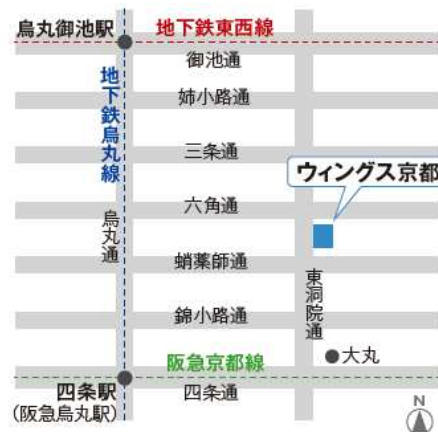 烏丸御池駅
地下鉄東西線
御池通
地下鉄烏丸線
姉小路通
三条通
ウィングス京都
六角通
烏丸通
蛸薬師通
東洞院通
錦小路通
大丸
阪急京都線
四条駅
(阪急烏丸駅)
四条通
N